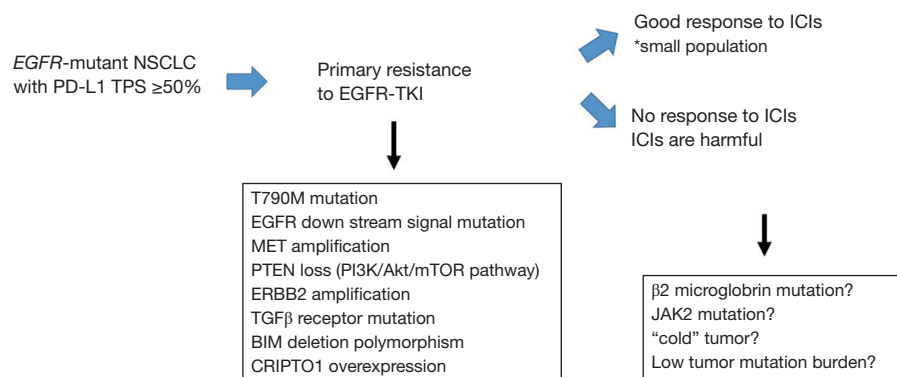 EGFR-mutant NSCLC
with PD-L1 TPS ≥50%
Primary resistance
to EGFR-TKI
Good response to ICIs
*small population
No response to ICIs
ICIs are harmful
T790M mutation
EGFR down stream signal mutation
MET amplification
PTEN loss (PI3K/Akt/mTOR pathway)
ERBB2 amplification
TGFβ receptor mutation
BIM deletion polymorphism
CRIPTO1 overexpression
β2 microglobrin mutation?
JAK2 mutation?
“cold” tumor?
Low tumor mutation burden?